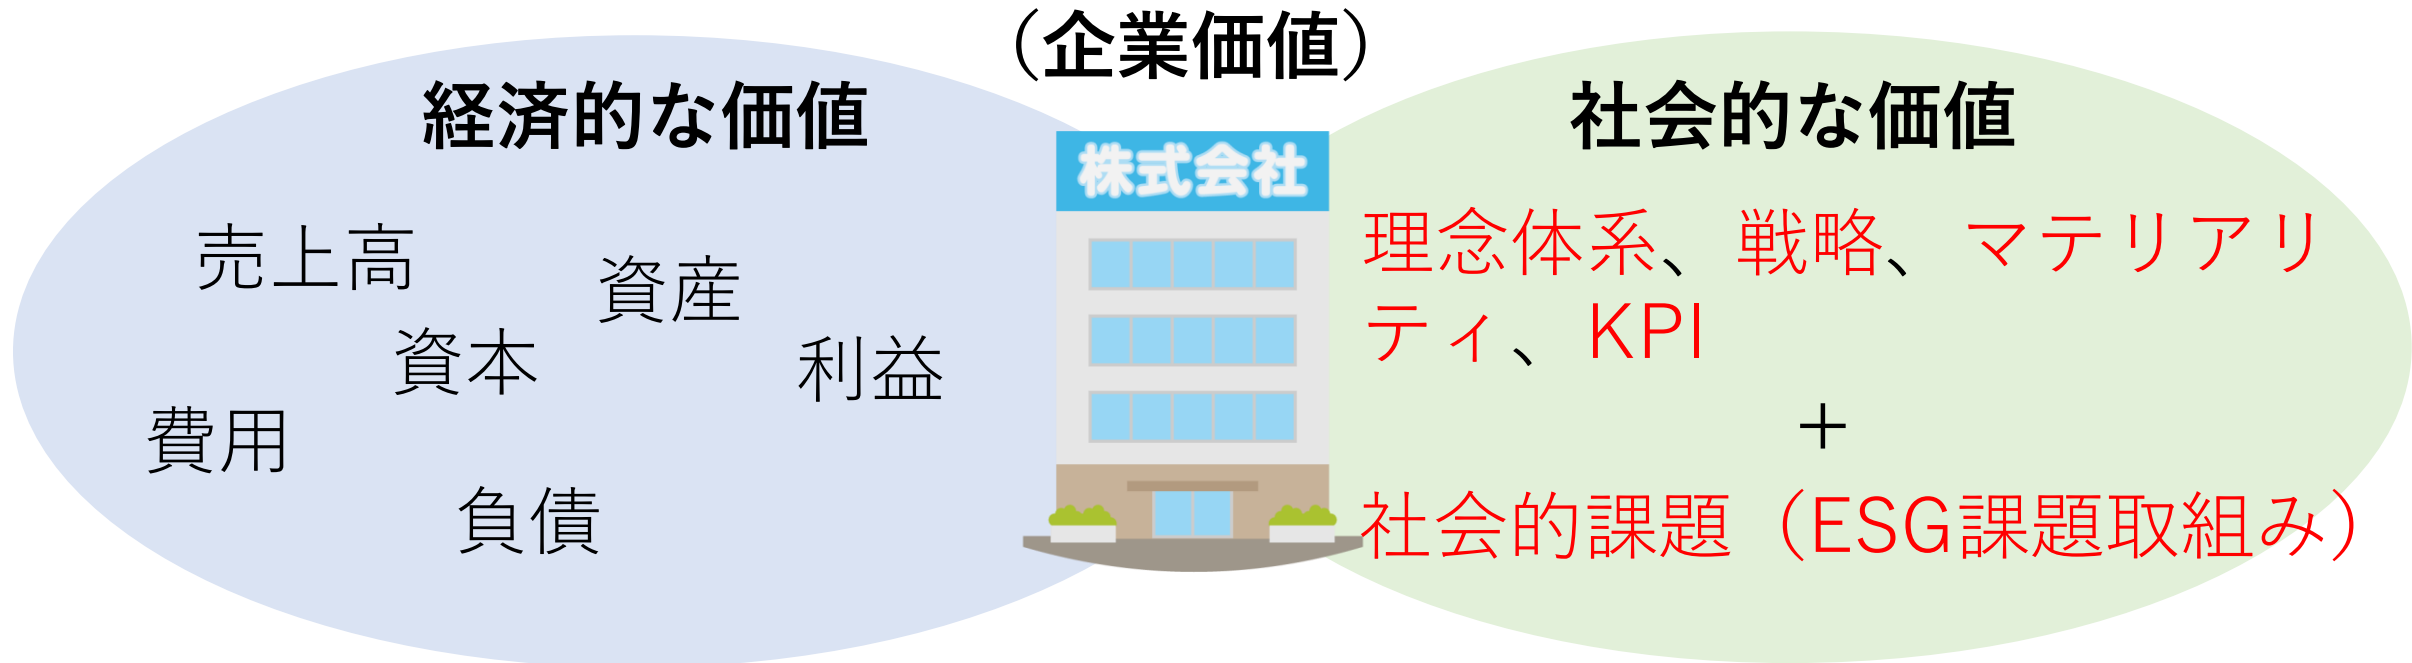 （企業価値）
経済的な価値
売上高
資産
資本
利益
費用
負債
株式会社
社会的な価値
理念体系、戦略、マテリアリ
ティ、KPI
+
社会的課題（ESG課題取組み）